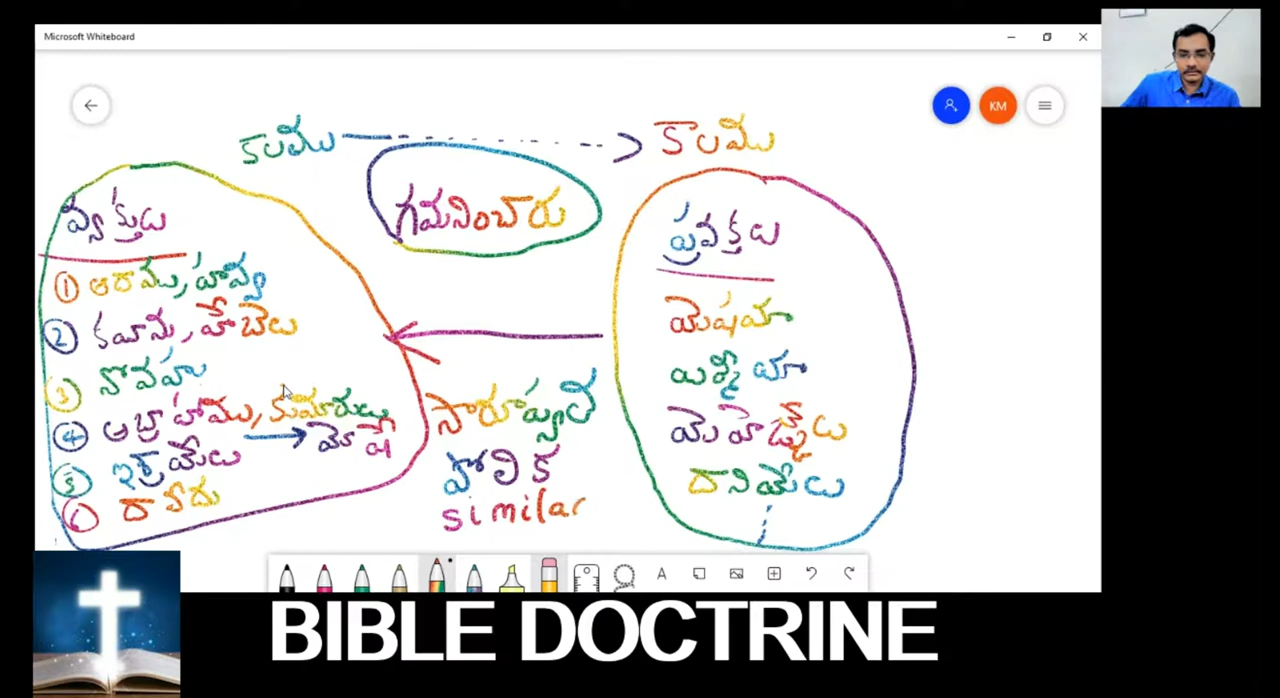 Microsoft Whiteboard
KM
కాలము
కాలము
గమనించారు
వ్యక్తుడు
① ఆదాము, హవ్వ
② కయీను, హేబెలు
③ నోవహు
④ అబ్రాహాము, కుమారులు
⑤ ఇశ్రాయేలు → మోషే
దావీదు
సారూప్యత
పోలిక
similar
ప్రవక్తలు
యెషయా
యిర్మీయా
యెహెజ్కేలు
దానియేలు
BIBLE DOCTRINE